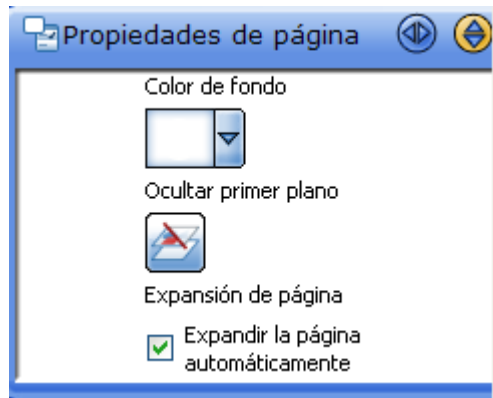 Propiedades de página
Color de fondo
Ocultar primer plano
Expansión de página
Expandir la página
automáticamente